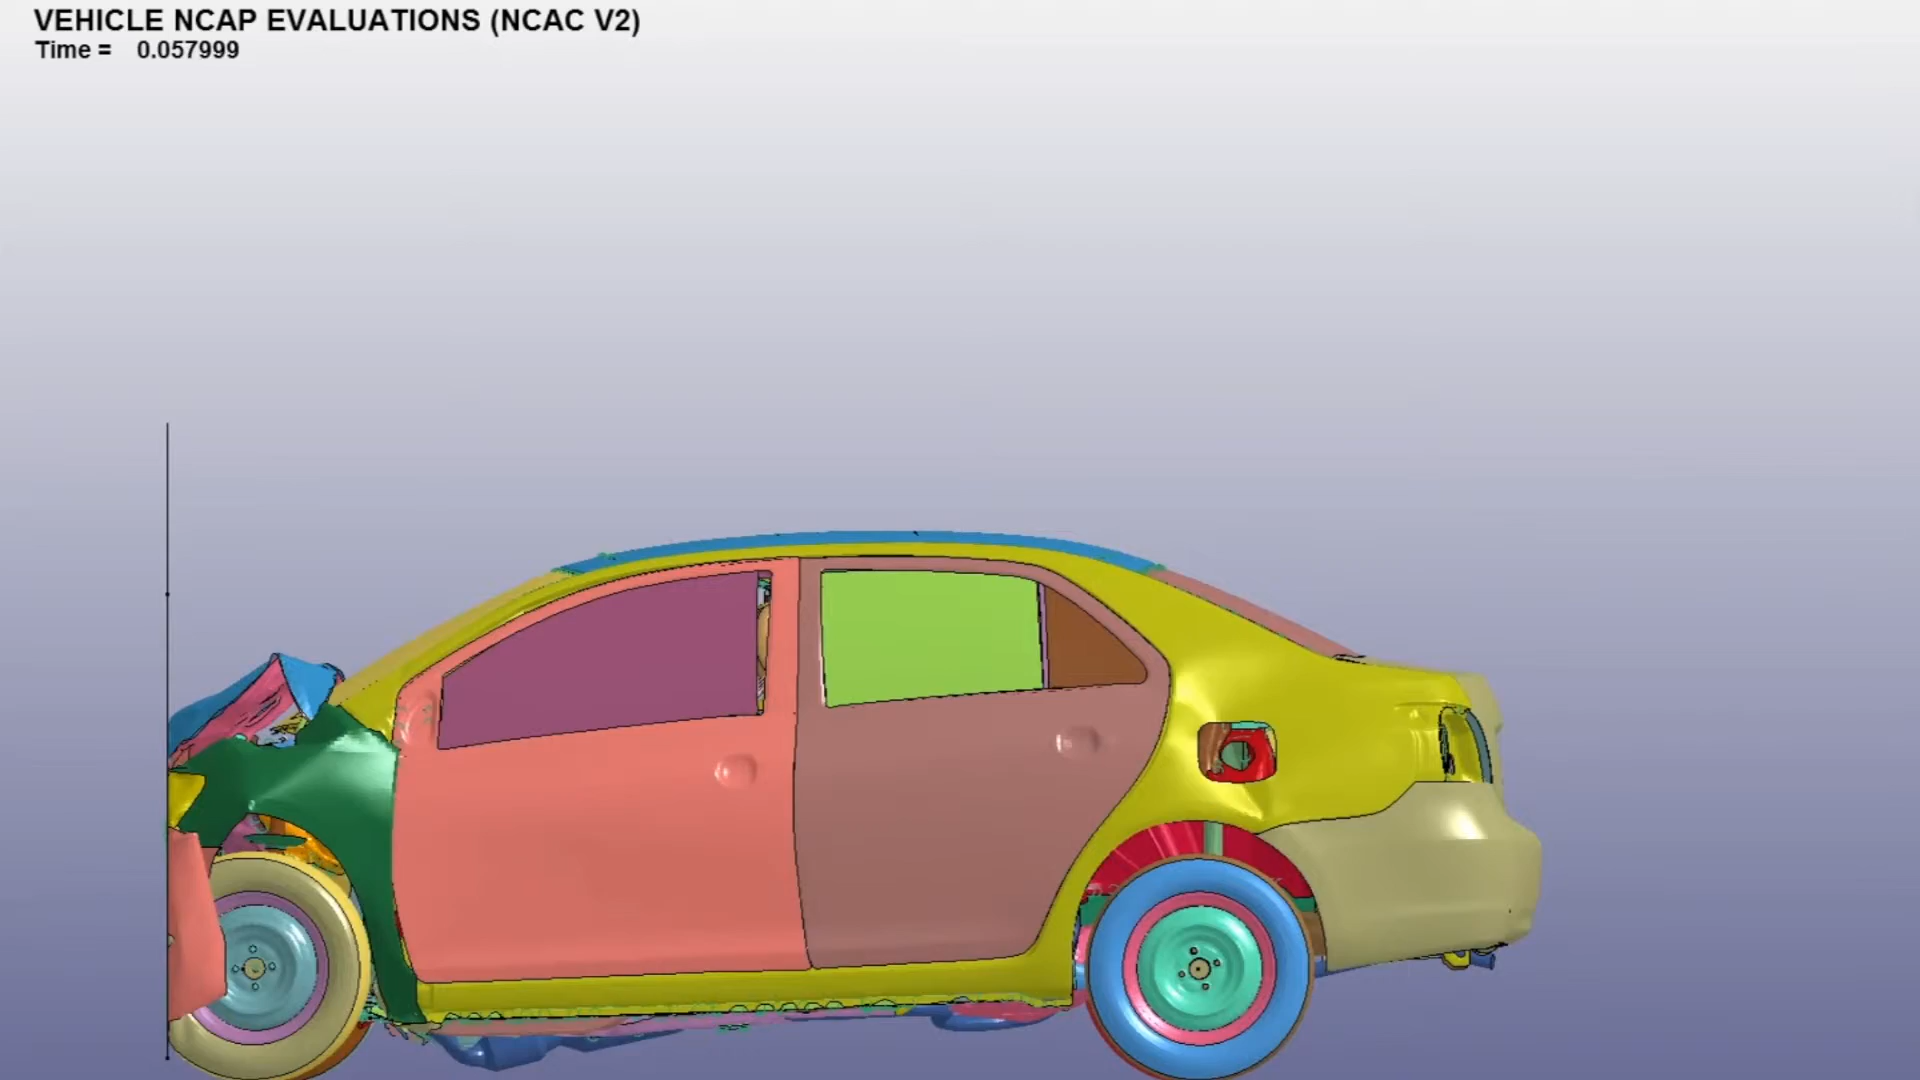 VEHICLE NCAP EVALUATIONS (NCAC V2)
Time = 0.057999